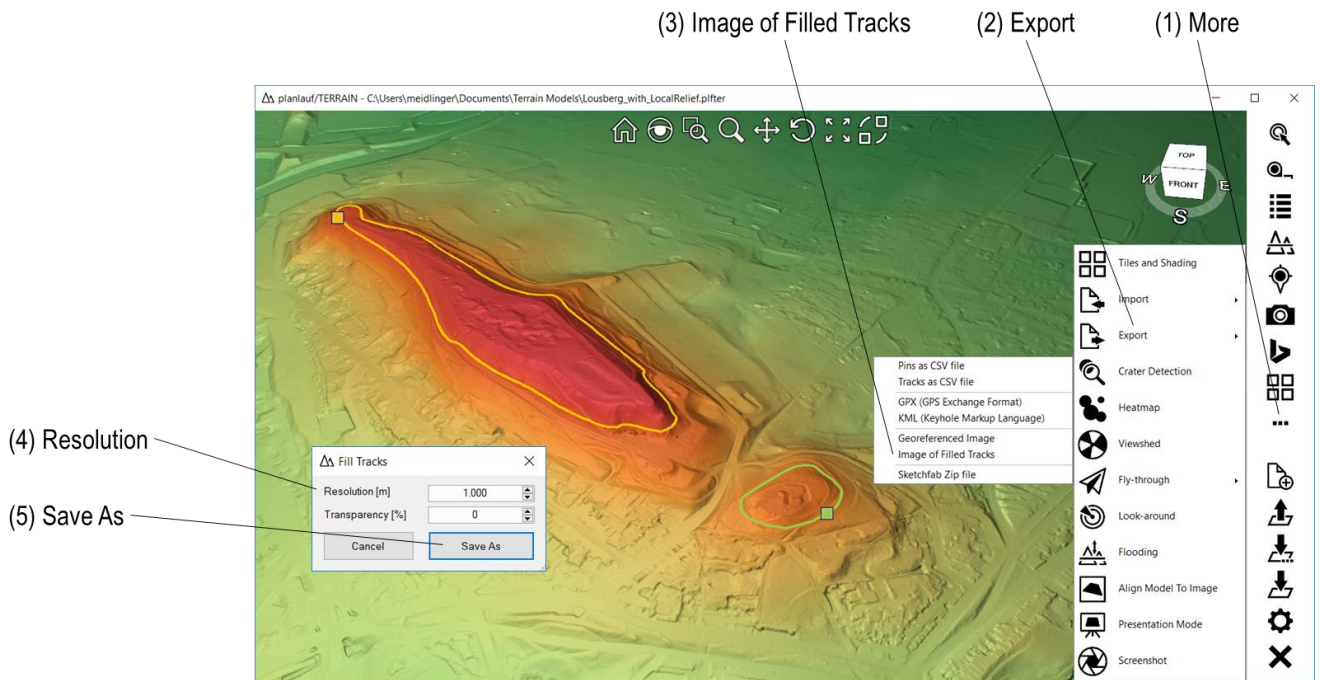 (3) Image of Filled Tracks
(2) Export
(1) More
planlauf/TERRAIN - C:\Users\meidlinger\Documents\Terrain Models\Lousberg_with_LocalRelief.plfter
TOP
FRONT
W
E
S
Tiles and Shading
Import
Export
Crater Detection
Heatmap
Viewshed
Fly-through
Look-around
Flooding
Align Model To Image
Presentation Mode
Screenshot
Pins as CSV file
Tracks as CSV file
GPX (GPS Exchange Format)
KML (Keyhole Markup Language)
Georeferenced Image
Image of Filled Tracks
Sketchfab Zip file
(4) Resolution
(5) Save As
Fill Tracks
Resolution [m] 1.000
Transparency [%] 0
Cancel Save As